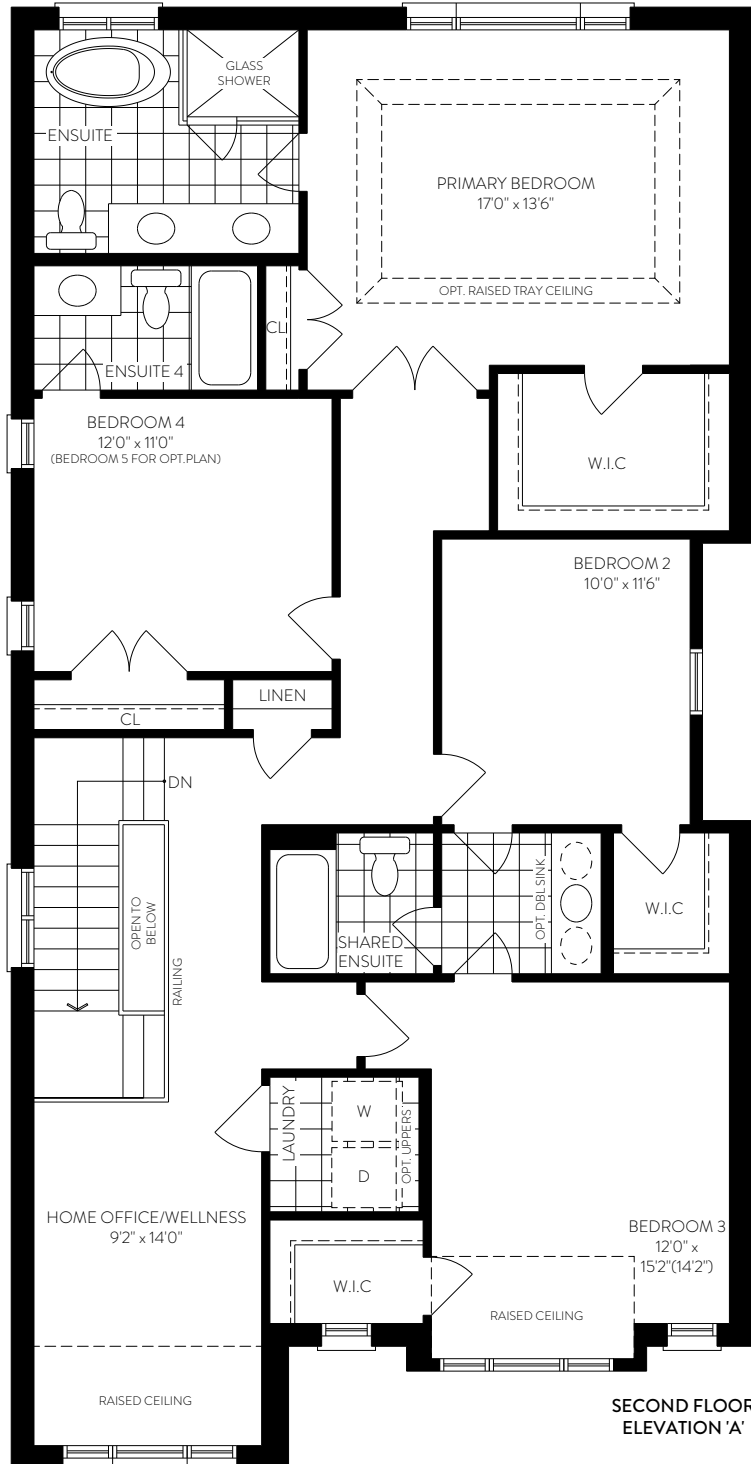 GLASS
SHOWER
ENSUITE
PRIMARY BEDROOM
17'0" x 13'6"
OPT. RAISED TRAY CEILING
CL
ENSUITE 4
BEDROOM 4
12'0" x 11'0"
(BEDROOM 5 FOR OPT.PLAN)
W.I.C
BEDROOM 2
10'0" x 11'6"
LINEN
CL
DN
OPEN TO
BELOW
RAILING
SHARED
ENSUITE
OPT. DBL SINK
W.I.C
LAUNDRY
W
D
OPT. UPPERS
HOME OFFICE/WELLNESS
9'2" x 14'0"
BEDROOM 3
12'0" x
15'2"(14'2")
W.I.C
RAISED CEILING
RAISED CEILING
SECOND FLOOR
ELEVATION 'A'